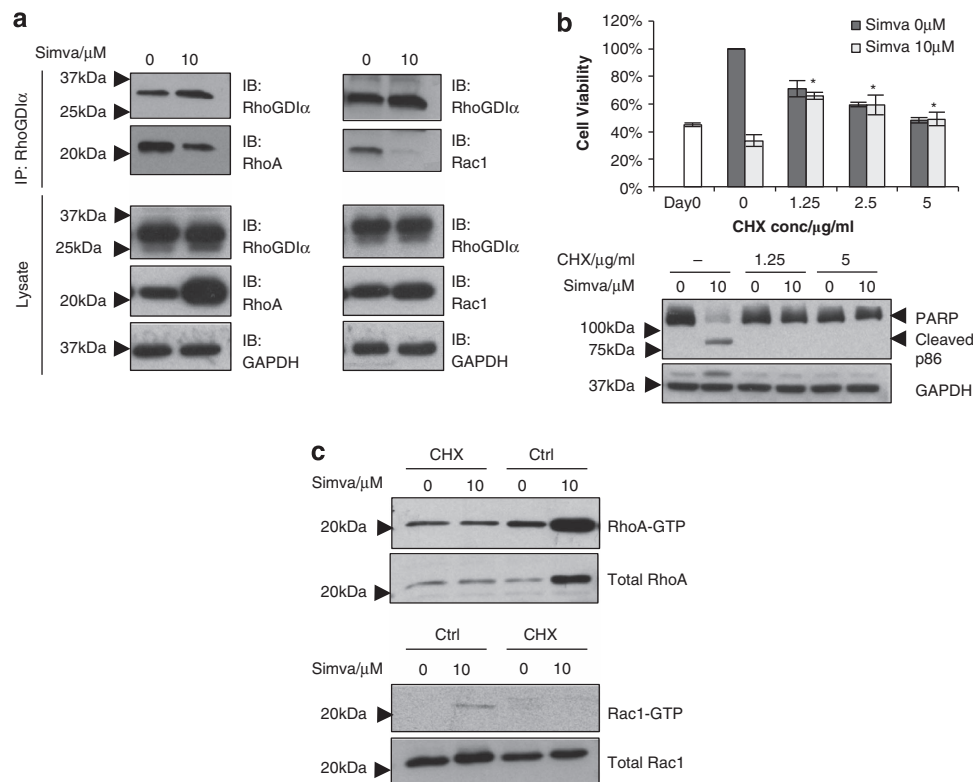 a
Simva/μM 0 10 0 10
IP: RhoGDIα
37kDa
25kDa
IB:
RhoGDIα
IB:
RhoGDIα
20kDa
IB:
RhoA
IB:
Rac1
Lysate
37kDa
25kDa
IB:
RhoGDIα
IB:
RhoGDIα
20kDa
IB:
RhoA
IB:
Rac1
37kDa
IB:
GAPDH
IB:
GAPDH
b
Simva 0μM
Simva 10μM
Cell Viability
120%
100%
80%
60%
40%
20%
0%
* * *
Day0 0 1.25 2.5 5
CHX conc/μg/ml
CHX/μg/ml – 1.25 5
Simva/μM 0 10 0 10 0 10
100kDa
75kDa
PARP
Cleaved
p86
37kDa
GAPDH
c
CHX Ctrl
Simva/μM 0 10 0 10
20kDa RhoA-GTP
20kDa Total RhoA
Ctrl CHX
Simva/μM 0 10 0 10
20kDa Rac1-GTP
20kDa Total Rac1